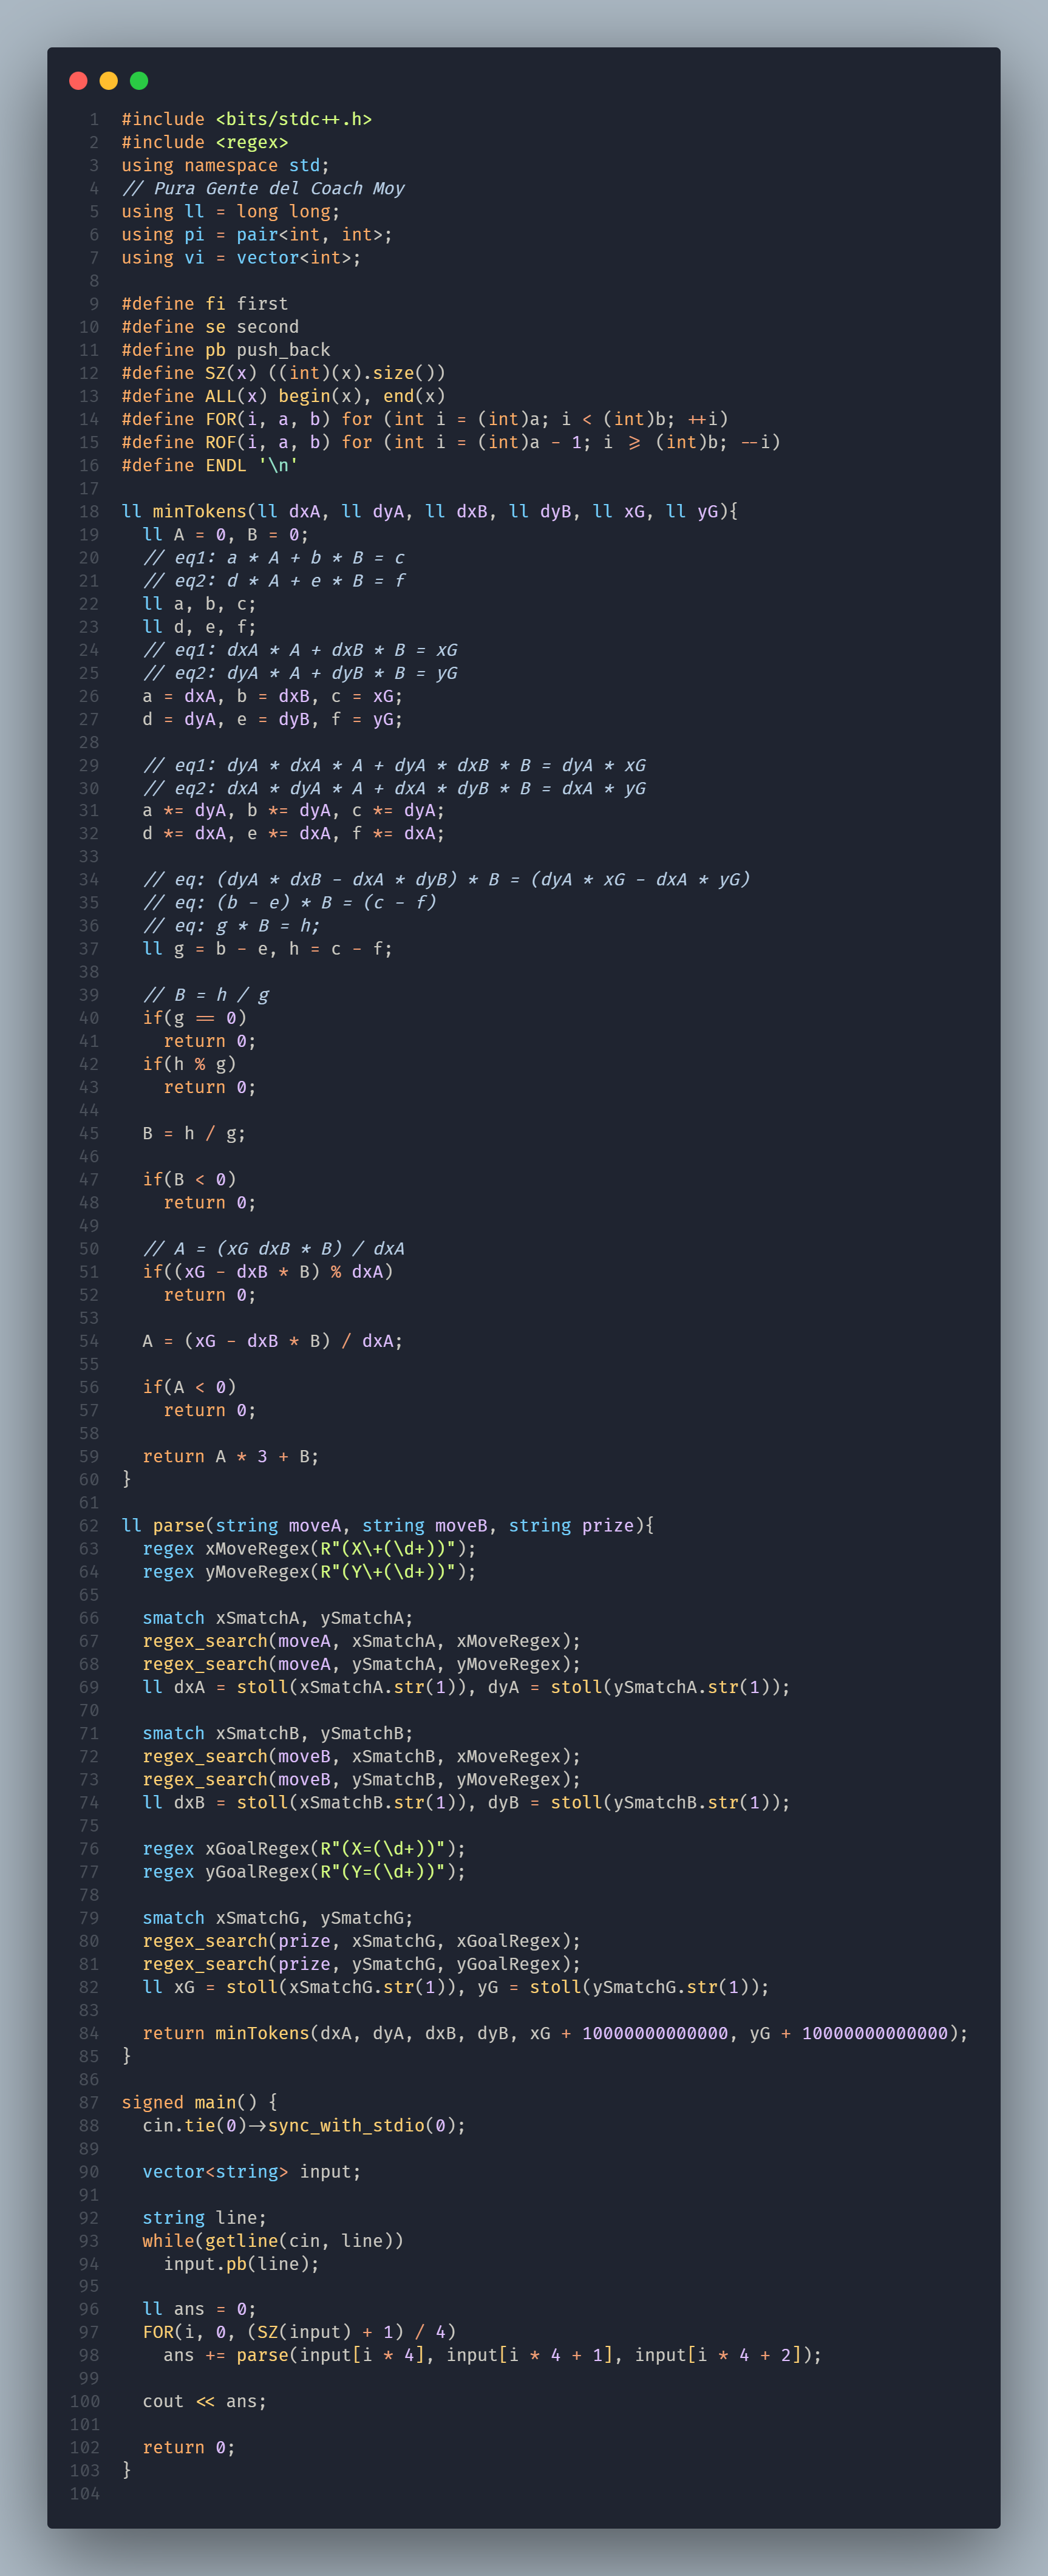 1 #include <bits/stdc++.h>
2 #include <regex>
3 using namespace std;
4 // Pura Gente del Coach Moy
5 using ll = long long;
6 using pi = pair<int, int>;
7 using vi = vector<int>;
8
9 #define fi first
10 #define se second
11 #define pb push_back
12 #define SZ(x) ((int)(x).size())
13 #define ALL(x) begin(x), end(x)
14 #define FOR(i, a, b) for (int i = (int)a; i < (int)b; ++i)
15 #define ROF(i, a, b) for (int i = (int)a - 1; i >= (int)b; --i)
16 #define ENDL '\n'
17
18 ll minTokens(ll dxA, ll dyA, ll dxB, ll dyB, ll xG, ll yG){
19   ll A = 0, B = 0;
20   // eq1: a * A + b * B = c
21   // eq2: d * A + e * B = f
22   ll a, b, c;
23   ll d, e, f;
24   // eq1: dxA * A + dxB * B = xG
25   // eq2: dyA * A + dyB * B = yG
26   a = dxA, b = dxB, c = xG;
27   d = dyA, e = dyB, f = yG;
28
29   // eq1: dyA * dxA * A + dyA * dxB * B = dyA * xG
30   // eq2: dxA * dyA * A + dxA * dyB * B = dxA * yG
31   a *= dyA, b *= dyA, c *= dyA;
32   d *= dxA, e *= dxA, f *= dxA;
33
34   // eq: (dyA * dxB - dxA * dyB) * B = (dyA * xG - dxA * yG)
35   // eq: (b - e) * B = (c - f)
36   // eq: g * B = h;
37   ll g = b - e, h = c - f;
38
39   // B = h / g
40   if(g == 0)
41     return 0;
42   if(h % g)
43     return 0;
44
45   B = h / g;
46
47   if(B < 0)
48     return 0;
49
50   // A = (xG dxB * B) / dxA
51   if((xG - dxB * B) % dxA)
52     return 0;
53
54   A = (xG - dxB * B) / dxA;
55
56   if(A < 0)
57     return 0;
58
59   return A * 3 + B;
60 }
61
62 ll parse(string moveA, string moveB, string prize){
63   regex xMoveRegex(R"(X\+(\d+))");
64   regex yMoveRegex(R"(Y\+(\d+))");
65
66   smatch xSmatchA, ySmatchA;
67   regex_search(moveA, xSmatchA, xMoveRegex);
68   regex_search(moveA, ySmatchA, yMoveRegex);
69   ll dxA = stoll(xSmatchA.str(1)), dyA = stoll(ySmatchA.str(1));
70
71   smatch xSmatchB, ySmatchB;
72   regex_search(moveB, xSmatchB, xMoveRegex);
73   regex_search(moveB, ySmatchB, yMoveRegex);
74   ll dxB = stoll(xSmatchB.str(1)), dyB = stoll(ySmatchB.str(1));
75
76   regex xGoalRegex(R"(X=(\d+))");
77   regex yGoalRegex(R"(Y=(\d+))");
78
79   smatch xSmatchG, ySmatchG;
80   regex_search(prize, xSmatchG, xGoalRegex);
81   regex_search(prize, ySmatchG, yGoalRegex);
82   ll xG = stoll(xSmatchG.str(1)), yG = stoll(ySmatchG.str(1));
83
84   return minTokens(dxA, dyA, dxB, dyB, xG + 10000000000000, yG + 10000000000000);
85 }
86
87 signed main() {
88   cin.tie(0)->sync_with_stdio(0);
89
90   vector<string> input;
91
92   string line;
93   while(getline(cin, line))
94     input.pb(line);
95
96   ll ans = 0;
97   FOR(i, 0, (SZ(input) + 1) / 4)
98     ans += parse(input[i * 4], input[i * 4 + 1], input[i * 4 + 2]);
99
100   cout << ans;
101
102   return 0;
103 }
104